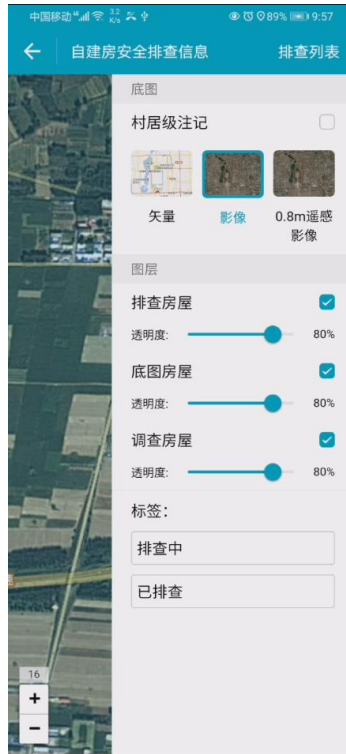 中国移动 4G 3.2 K/s 89% 9:57
自建房安全排查信息 排查列表
底图
村居级注记
矢量 影像 0.8m遥感
影像
图层
排查房屋
透明度: 80%
底图房屋
透明度: 80%
调查房屋
透明度: 80%
标签:
排查中
已排查
16
+
−